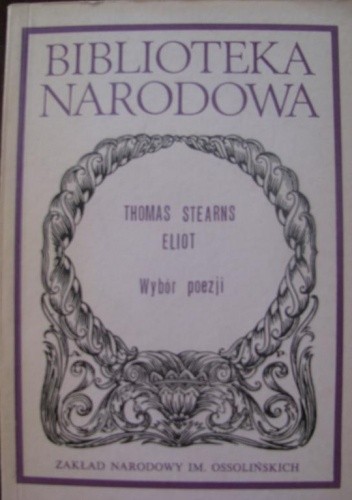 BIBLIOTEKA
NARODOWA
THOMAS STEARNS
ELIOT
Wybór poezji
ZAKŁAD NARODOWY IM. OSSOLIŃSKICH